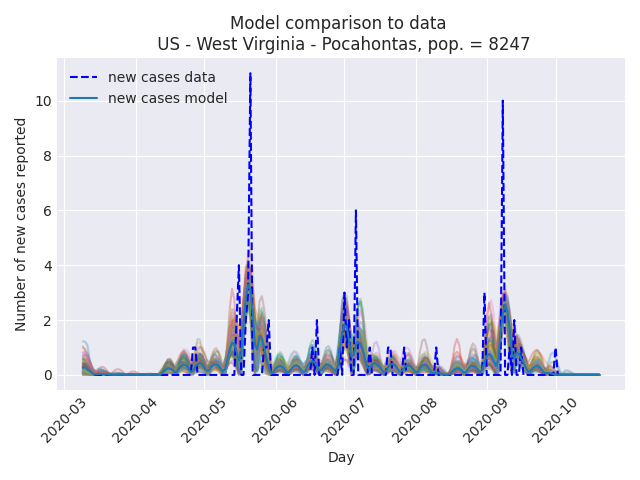 Model comparison to data
US - West Virginia - Pocahontas, pop. = 8247
new cases data
new cases model
Number of new cases reported
10
8
6
4
2
0
2020-03
2020-04
2020-05
2020-06
2020-07
2020-08
2020-09
2020-10
Day